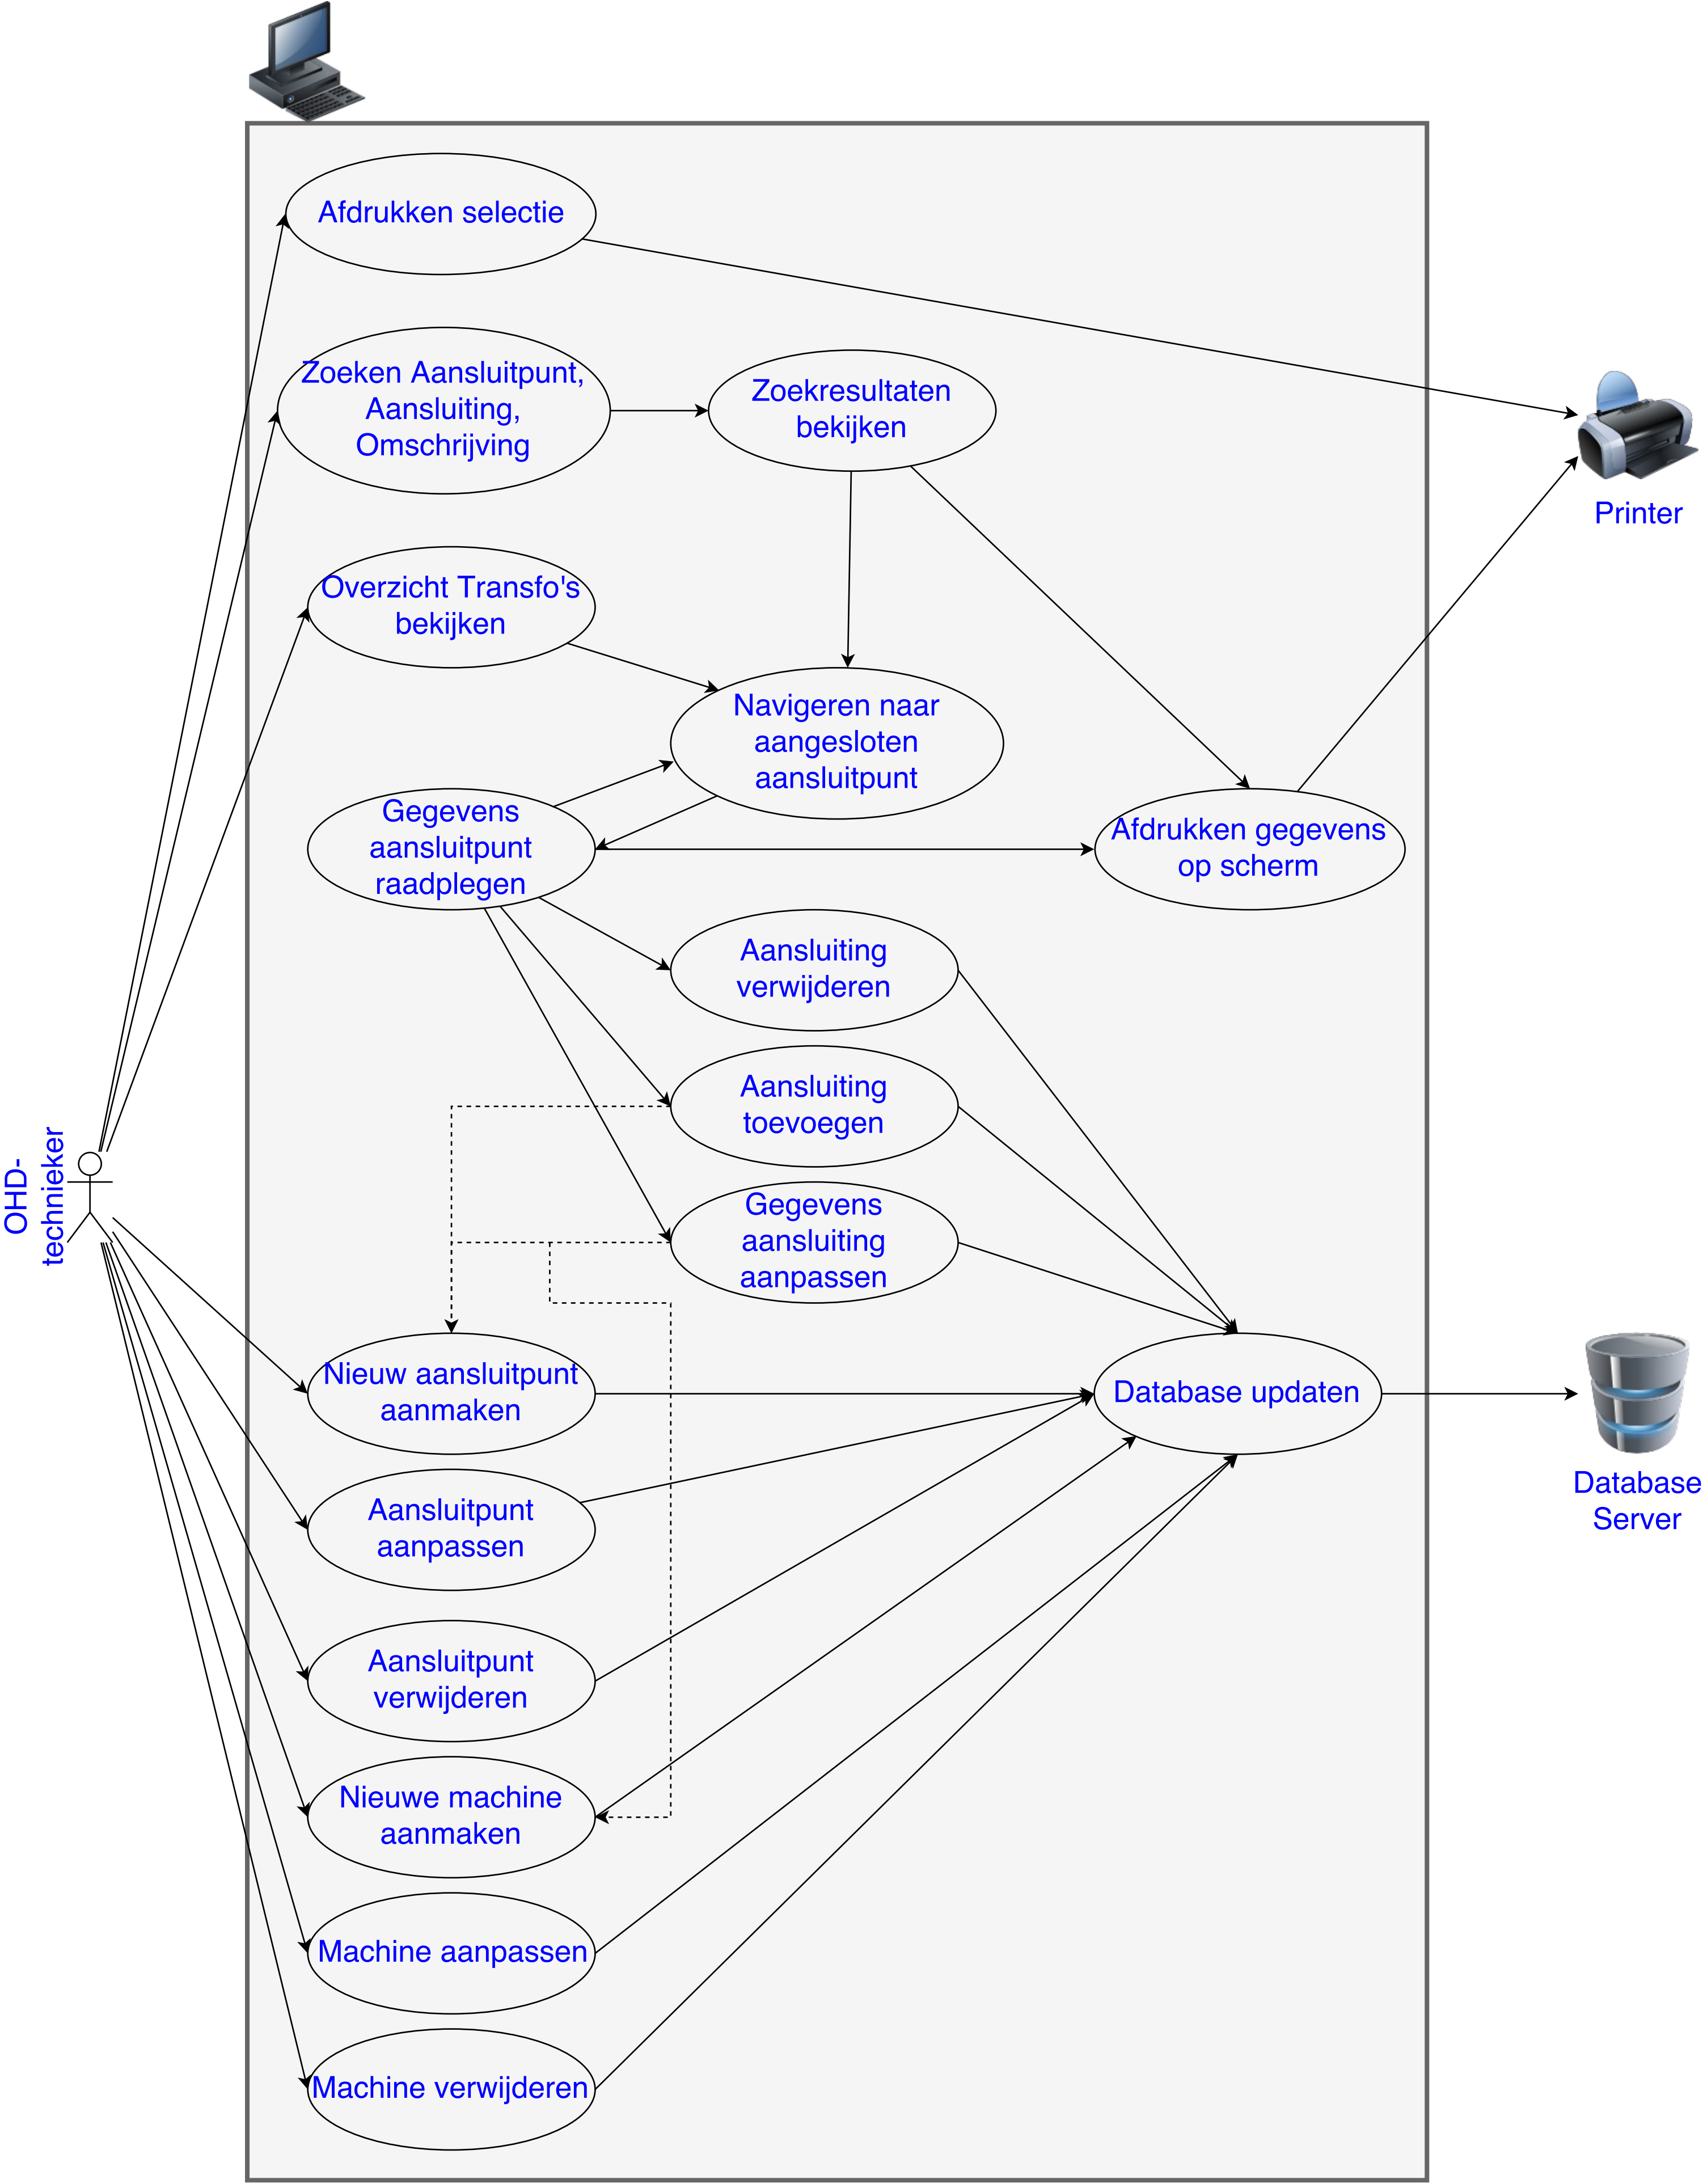 Afdrukken selectie
Zoeken Aansluitpunt,
Aansluiting,
Omschrijving
Zoekresultaten
bekijken
Printer
Overzicht Transfo's
bekijken
Navigeren naar
aangesloten
aansluitpunt
Gegevens
aansluitpunt
raadplegen
Afdrukken gegevens
op scherm
Aansluiting
verwijderen
Aansluiting
toevoegen
OHD-
technieker
Gegevens
aansluiting
aanpassen
Nieuw aansluitpunt
aanmaken
Database updaten
Database
Server
Aansluitpunt
aanpassen
Aansluitpunt
verwijderen
Nieuwe machine
aanmaken
Machine aanpassen
Machine verwijderen